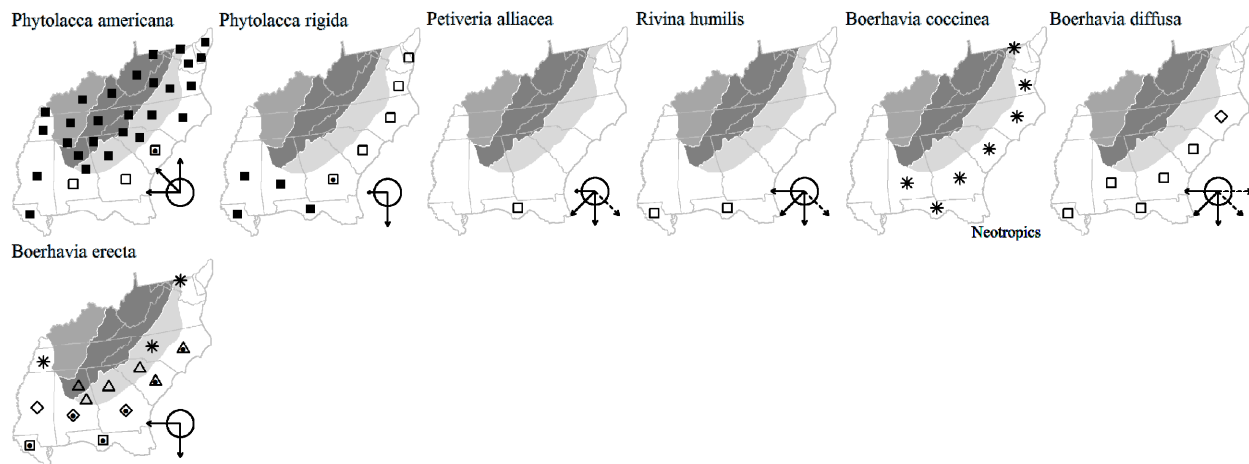 Phytolacca americana
Phytolacca rigida
Petiveria alliacea
Rivina humilis
Boerhavia coccinea
Boerhavia diffusa
Neotropics
Boerhavia erecta